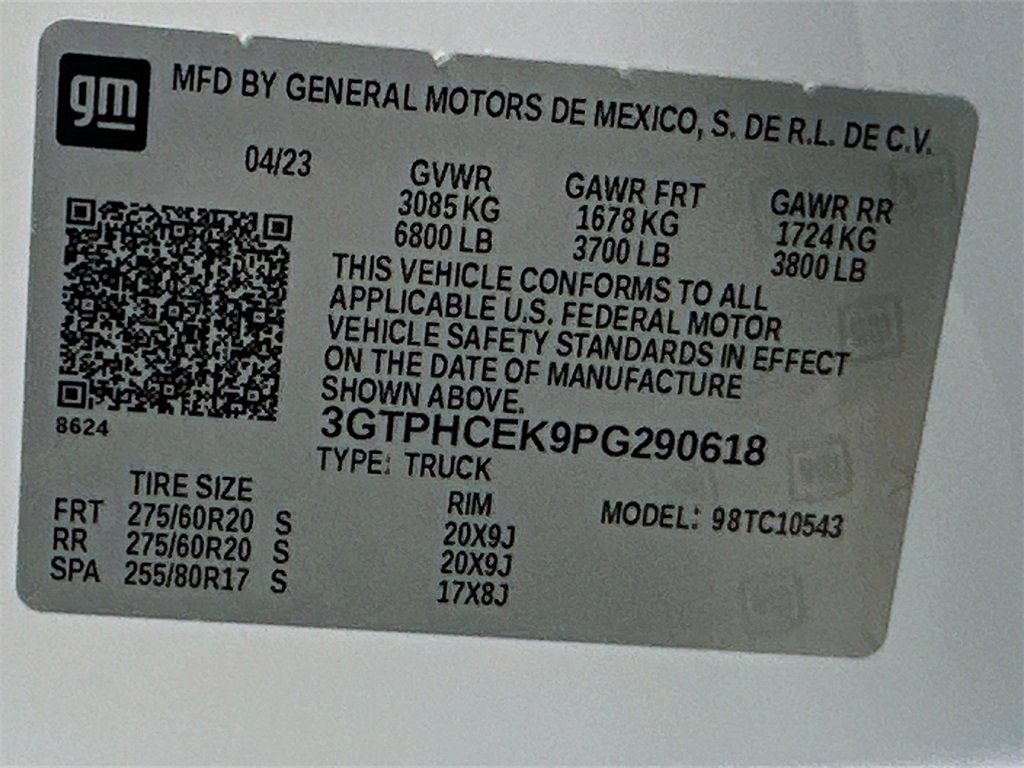 gm
MFD BY GENERAL MOTORS DE MEXICO, S. DE R.L. DE C.V.
04/23
GVWR GAWR FRT GAWR RR
3085 KG 1678 KG 1724 KG
6800 LB 3700 LB 3800 LB
THIS VEHICLE CONFORMS TO ALL
APPLICABLE U.S. FEDERAL MOTOR
VEHICLE SAFETY STANDARDS IN EFFECT
ON THE DATE OF MANUFACTURE
SHOWN ABOVE.
8624
3GTPHCEK9PG290618
TYPE: TRUCK
TIRE SIZE RIM MODEL: 98TC10543
FRT 275/60R20 S 20X9J
RR 275/60R20 S 20X9J
SPA 255/80R17 S 17X8J